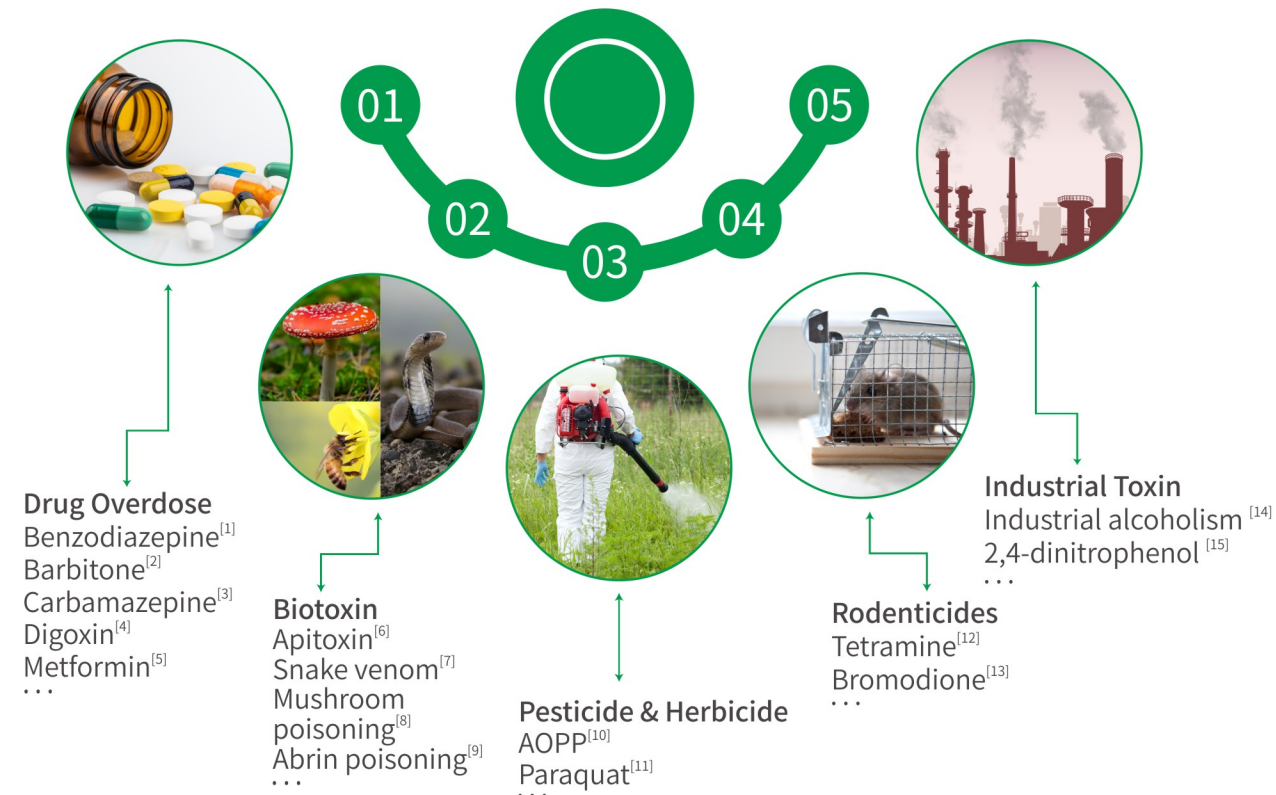 01
02
03
04
05
Drug Overdose
Benzodiazepine[1]
Barbitone[2]
Carbamazepine[3]
Digoxin[4]
Metformin[5]
...
Biotoxin
Apitoxin[6]
Snake venom[7]
Mushroom
poisoning[8]
Abrin poisoning[9]
...
Pesticide & Herbicide
AOPP[10]
Paraquat[11]
...
Rodenticides
Tetramine[12]
Bromodione[13]
...
Industrial Toxin
Industrial alcoholism [14]
2,4-dinitrophenol [15]
...